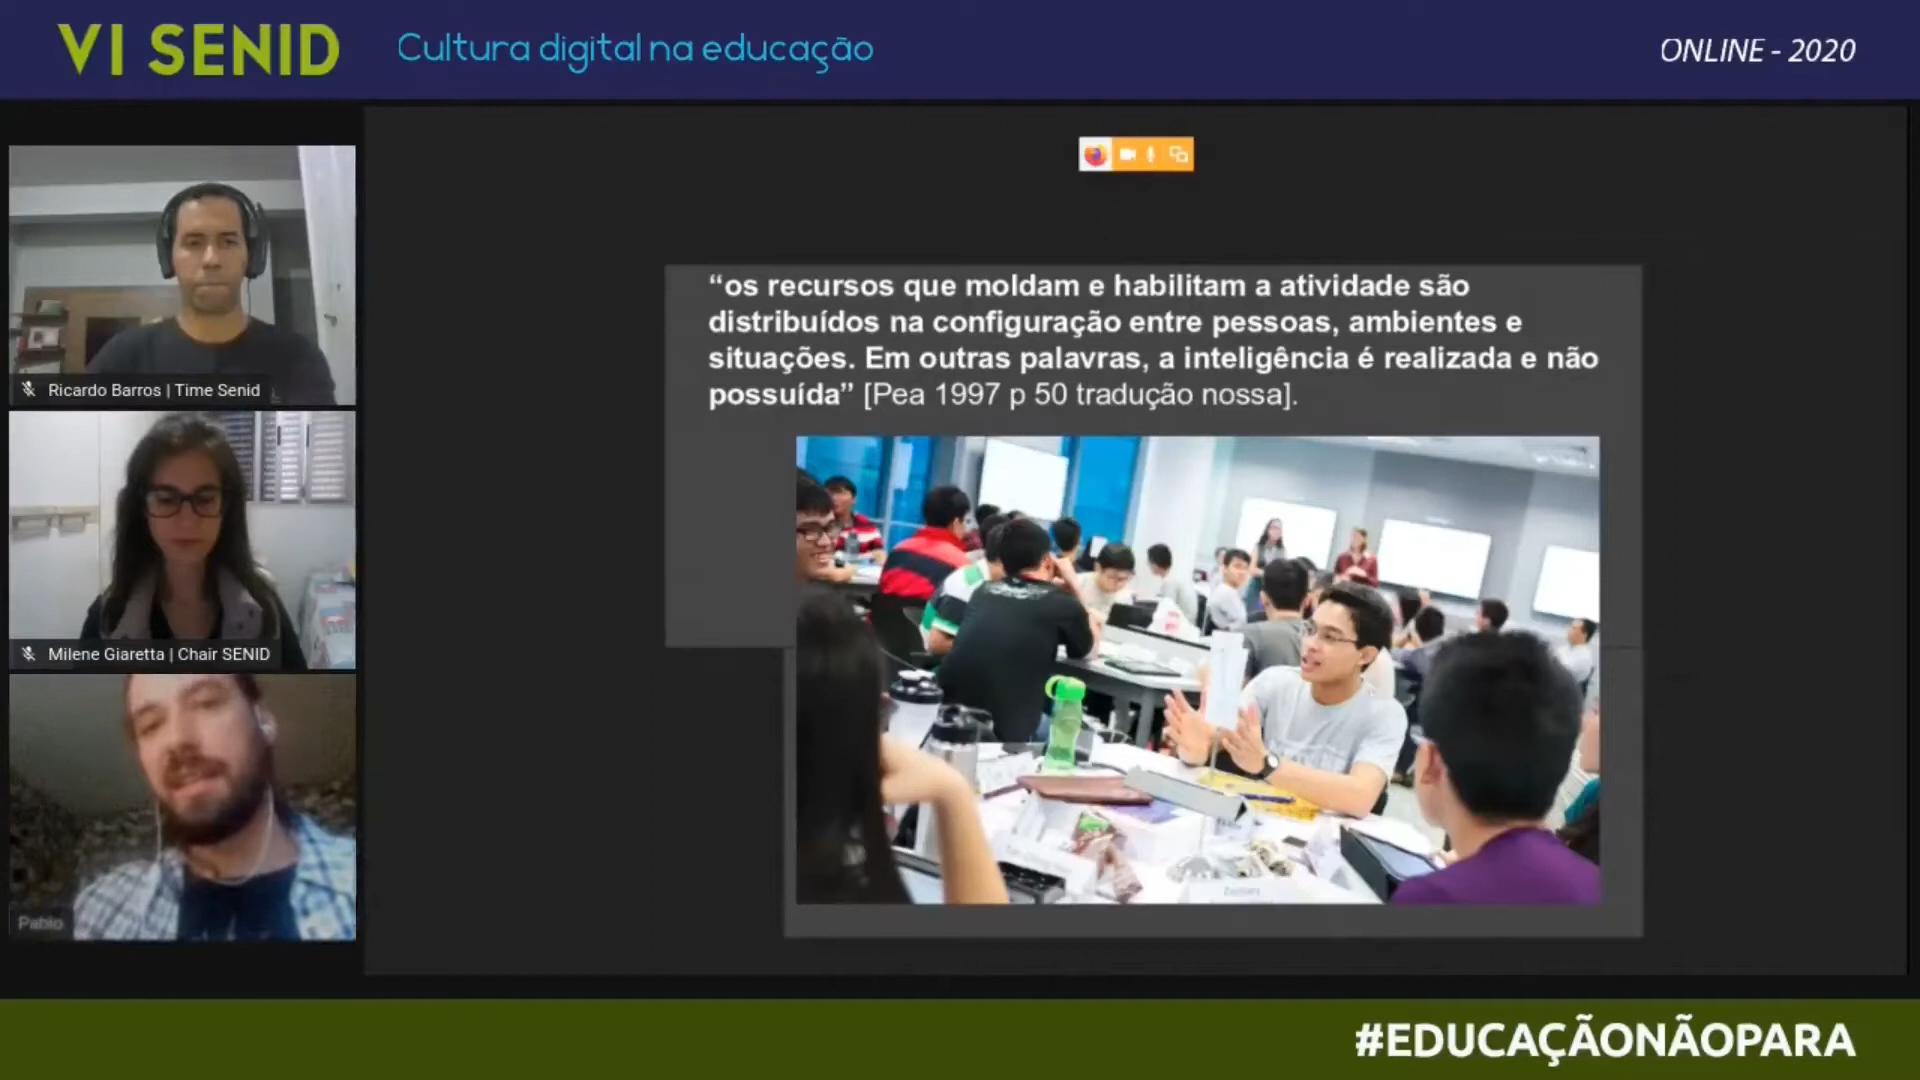 VI SENID
Cultura digital na educação
ONLINE - 2020
Ricardo Barros | Time Senid
Milene Giaretta | Chair SENID
Pablo
“os recursos que moldam e habilitam a atividade são
distribuídos na configuração entre pessoas, ambientes e
situações. Em outras palavras, a inteligência é realizada e não
possuída” [Pea 1997 p 50 tradução nossa].
#EDUCAÇÃONÃOPARA